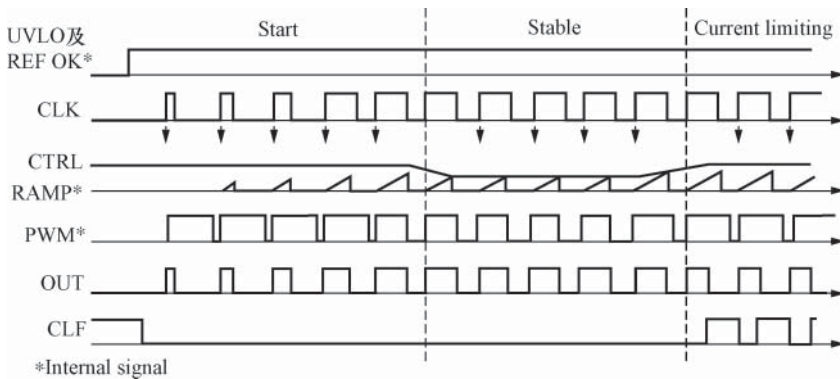 Start
Stable
Current limiting
UVLO及
REF OK*
CLK
CTRL
RAMP*
PWM*
OUT
CLF
*Internal signal